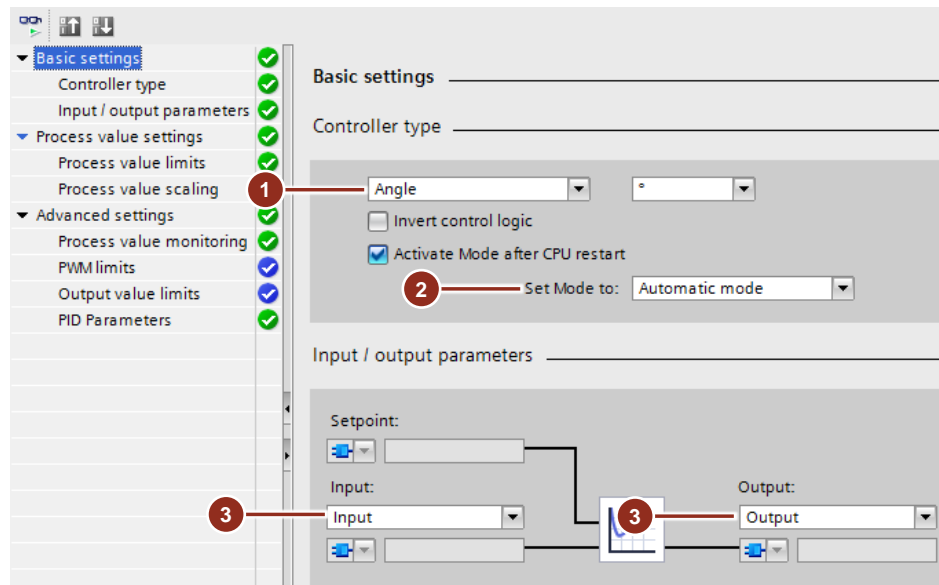 Basic settings
Controller type
Input / output parameters
Process value settings
Process value limits
Process value scaling
Advanced settings
Process value monitoring
PWM limits
Output value limits
PID Parameters
Basic settings
Controller type
1
Angle
°
Invert control logic
Activate Mode after CPU restart
2
Set Mode to:
Automatic mode
Input / output parameters
Setpoint:
Input:
Output:
3
Input
3
Output